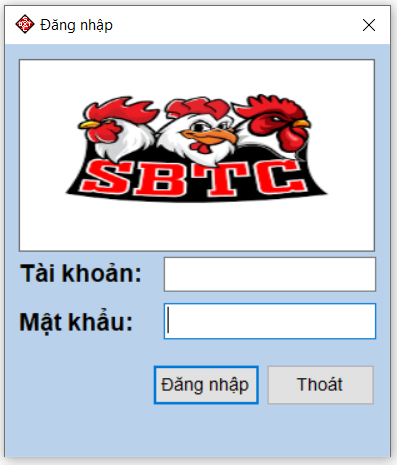 Đăng nhập
SBTC
Tài khoản:
Mật khẩu:
Đăng nhập Thoát